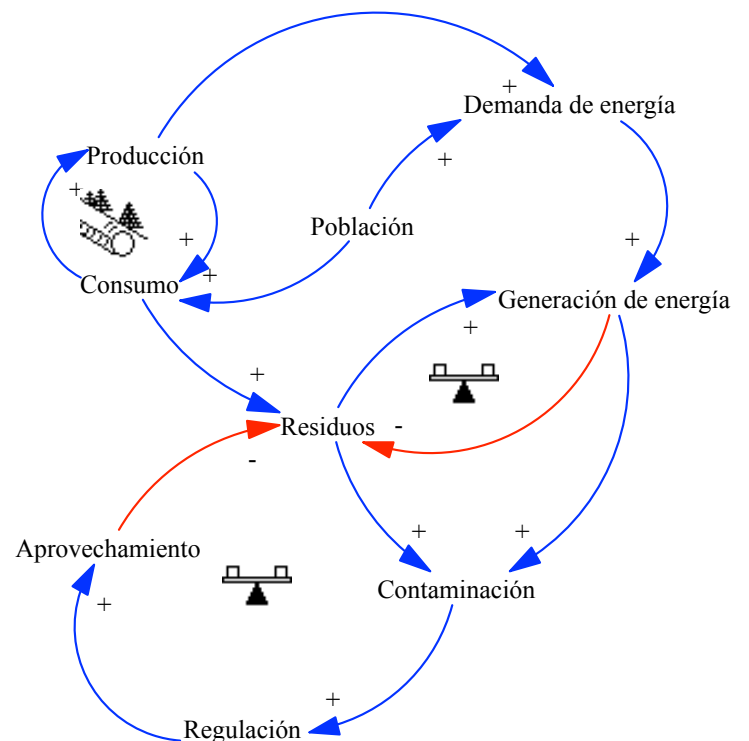 +
Demanda de energía
Producción
+
+
Población
+
+
+
Consumo
+
Generación de energía
+
+
Residuos
-
-
+
+
Aprovechamiento
Contaminación
+
+
Regulación